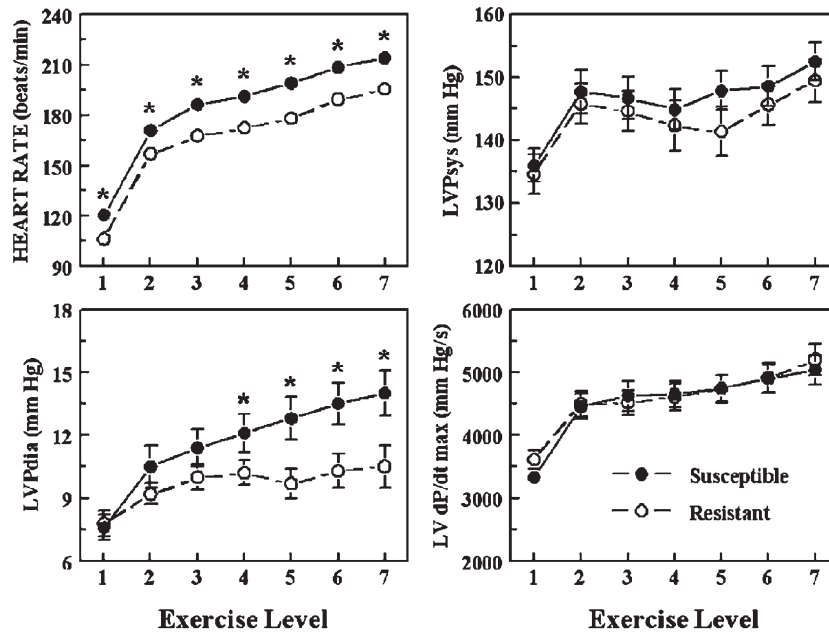 HEART RATE (beats/min)
240
210
180
150
120
90
* * * * * * *
1 2 3 4 5 6 7
LVPsys (mm Hg)
160
150
140
130
120
1 2 3 4 5 6 7
LVPdia (mm Hg)
18
15
12
9
6
* * * *
1 2 3 4 5 6 7
Exercise Level
LV dP/dt max (mm Hg/s)
6000
5000
4000
3000
2000
Susceptible
Resistant
1 2 3 4 5 6 7
Exercise Level